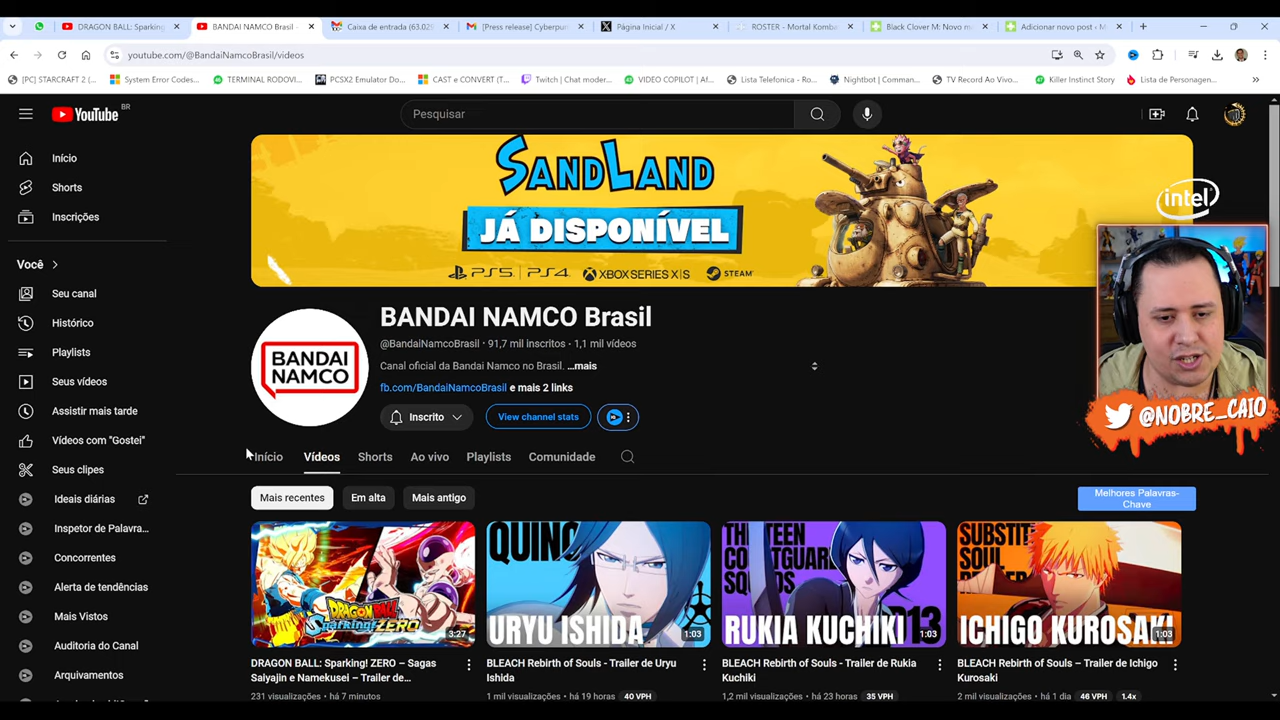 DRAGON BALL: Sparking
BANDAI NAMCO Brasil -
Caixa de entrada (63.029
[Press release] Cyberpu
Página Inicial / X
ROSTER - Mortal Komba
Black Clover M: Novo m
Adicionar novo post ‹ M
youtube.com/@BandaiNamcoBrasil/videos
[PC] STARCRAFT 2 (...
System Error Codes...
TERMINAL RODOVI...
PCSX2 Emulator Do...
CAST e CONVERT (T...
Twitch | Chat moder...
VIDEO COPILOT | Af...
Lista Telefonica - Ro...
Nightbot | Comman...
TV Record Ao Vivo...
Killer Instinct Story
Lista de Personagen...
YouTube BR
Pesquisar
Início
Shorts
Inscrições
Você
Seu canal
Histórico
Playlists
Seus vídeos
Assistir mais tarde
Vídeos com "Gostei"
Seus clipes
Ideais diárias
Inspetor de Palavra...
Concorrentes
Alerta de tendências
Mais Vistos
Auditoria do Canal
Arquivamentos
SANDLAND
JÁ DISPONÍVEL
PS5 | PS4 XBOX SERIES X|S STEAM
intel
BANDAI
NAMCO
BANDAI NAMCO Brasil
@BandaiNamcoBrasil · 91,7 mil inscritos · 1,1 mil vídeos
Canal oficial da Bandai Namco no Brasil. ...mais
fb.com/BandaiNamcoBrasil e mais 2 links
Inscrito
View channel stats
@NOBRE_CAIO
Início Vídeos Shorts Ao vivo Playlists Comunidade
Mais recentes Em alta Mais antigo
Melhores Palavras-
Chave
DRAGON BALL
Sparking! ZERO
3:27
DRAGON BALL: Sparking! ZERO – Sagas
Saiyajin e Namekusei – Trailer de...
231 visualizações • há 7 minutos
QUINC
URYU ISHIDA
1:03
BLEACH Rebirth of Souls - Trailer de Uryu
Ishida
1 mil visualizações • há 19 horas 40 VPH
RUKIA KUCHIKI
1:03
BLEACH Rebirth of Souls - Trailer de Rukia
Kuchiki
1,2 mil visualizações • há 23 horas 35 VPH
SUBSTIT
SOUL
ICHIGO KUROSAKI
1:03
BLEACH Rebirth of Souls – Trailer de Ichigo
Kurosaki
2 mil visualizações • há 1 dia 46 VPH 1.4x